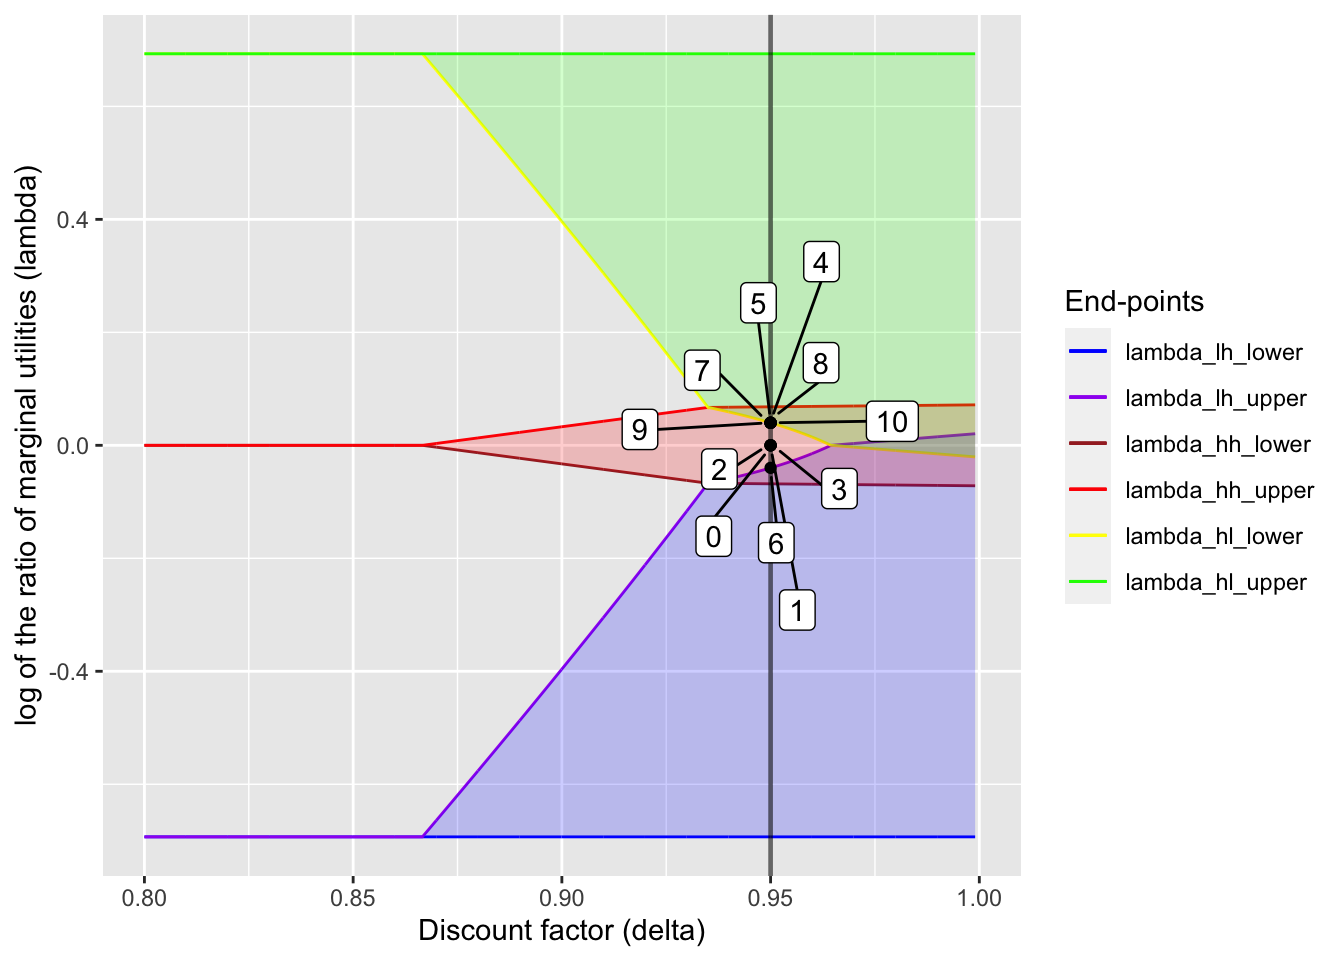 log of the ratio of marginal utilities (lambda)
0.4
0.0
-0.4
4
5
7
8
9
10
2
3
0
6
1
0.80
0.85
0.90
0.95
1.00
Discount factor (delta)
End-points
lambda_lh_lower
lambda_lh_upper
lambda_hh_lower
lambda_hh_upper
lambda_hl_lower
lambda_hl_upper